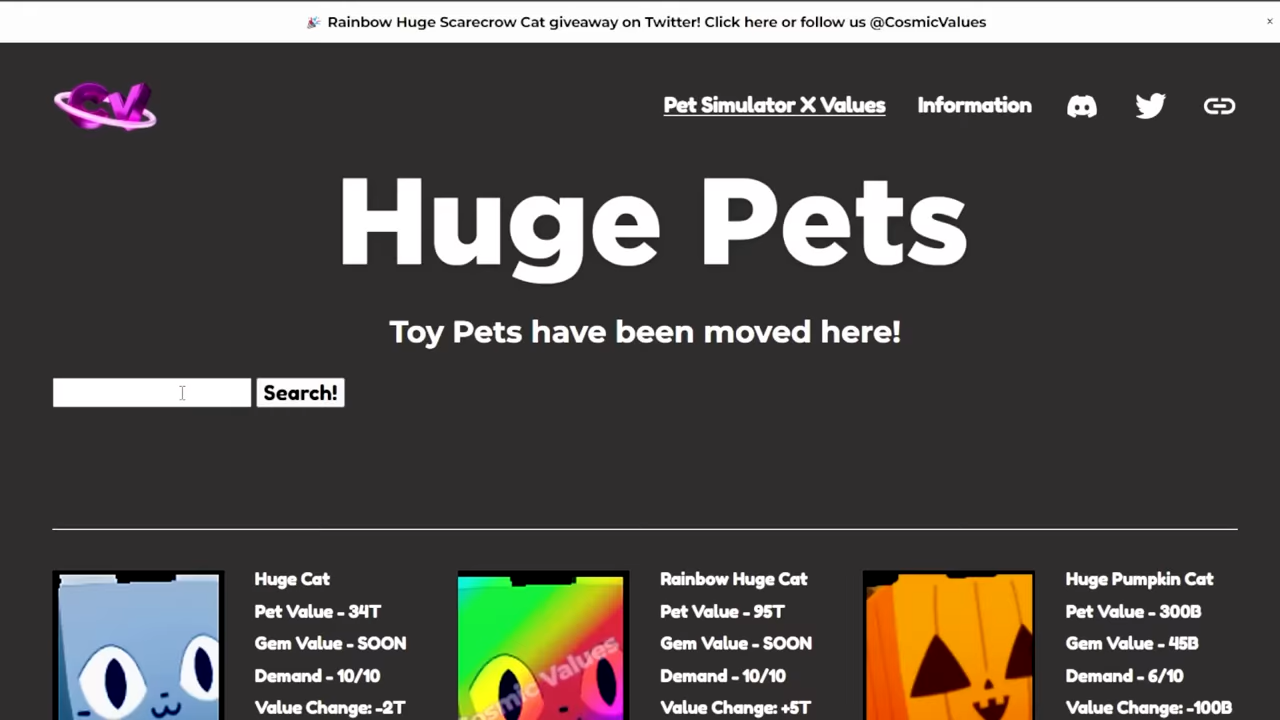 🎉 Rainbow Huge Scarecrow Cat giveaway on Twitter! Click here or follow us @CosmicValues
×
CV
Pet Simulator X Values
Information
Huge Pets
Toy Pets have been moved here!
Search!
Huge Cat
Pet Value - 34T
Gem Value - SOON
Demand - 10/10
Value Change: -2T
Cosmic Values
Rainbow Huge Cat
Pet Value - 95T
Gem Value - SOON
Demand - 10/10
Value Change: +5T
Huge Pumpkin Cat
Pet Value - 300B
Gem Value - 45B
Demand - 6/10
Value Change: -100B